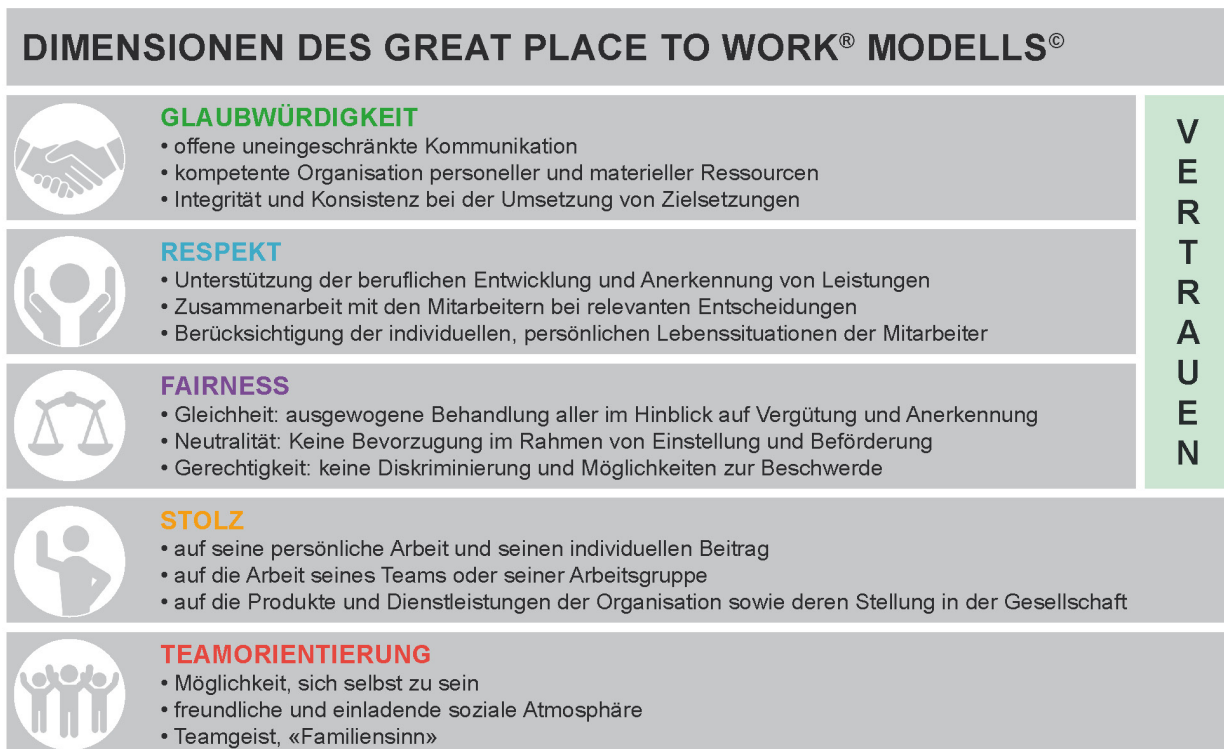 DIMENSIONEN DES GREAT PLACE TO WORK® MODELLS©
GLAUBWÜRDIGKEIT
• offene uneingeschränkte Kommunikation
• kompetente Organisation personeller und materieller Ressourcen
• Integrität und Konsistenz bei der Umsetzung von Zielsetzungen
RESPEKT
• Unterstützung der beruflichen Entwicklung und Anerkennung von Leistungen
• Zusammenarbeit mit den Mitarbeitern bei relevanten Entscheidungen
• Berücksichtigung der individuellen, persönlichen Lebenssituationen der Mitarbeiter
FAIRNESS
• Gleichheit: ausgewogene Behandlung aller im Hinblick auf Vergütung und Anerkennung
• Neutralität: Keine Bevorzugung im Rahmen von Einstellung und Beförderung
• Gerechtigkeit: keine Diskriminierung und Möglichkeiten zur Beschwerde
VERTRAUEN
STOLZ
• auf seine persönliche Arbeit und seinen individuellen Beitrag
• auf die Arbeit seines Teams oder seiner Arbeitsgruppe
• auf die Produkte und Dienstleistungen der Organisation sowie deren Stellung in der Gesellschaft
TEAMORIENTIERUNG
• Möglichkeit, sich selbst zu sein
• freundliche und einladende soziale Atmosphäre
• Teamgeist, «Familiensinn»